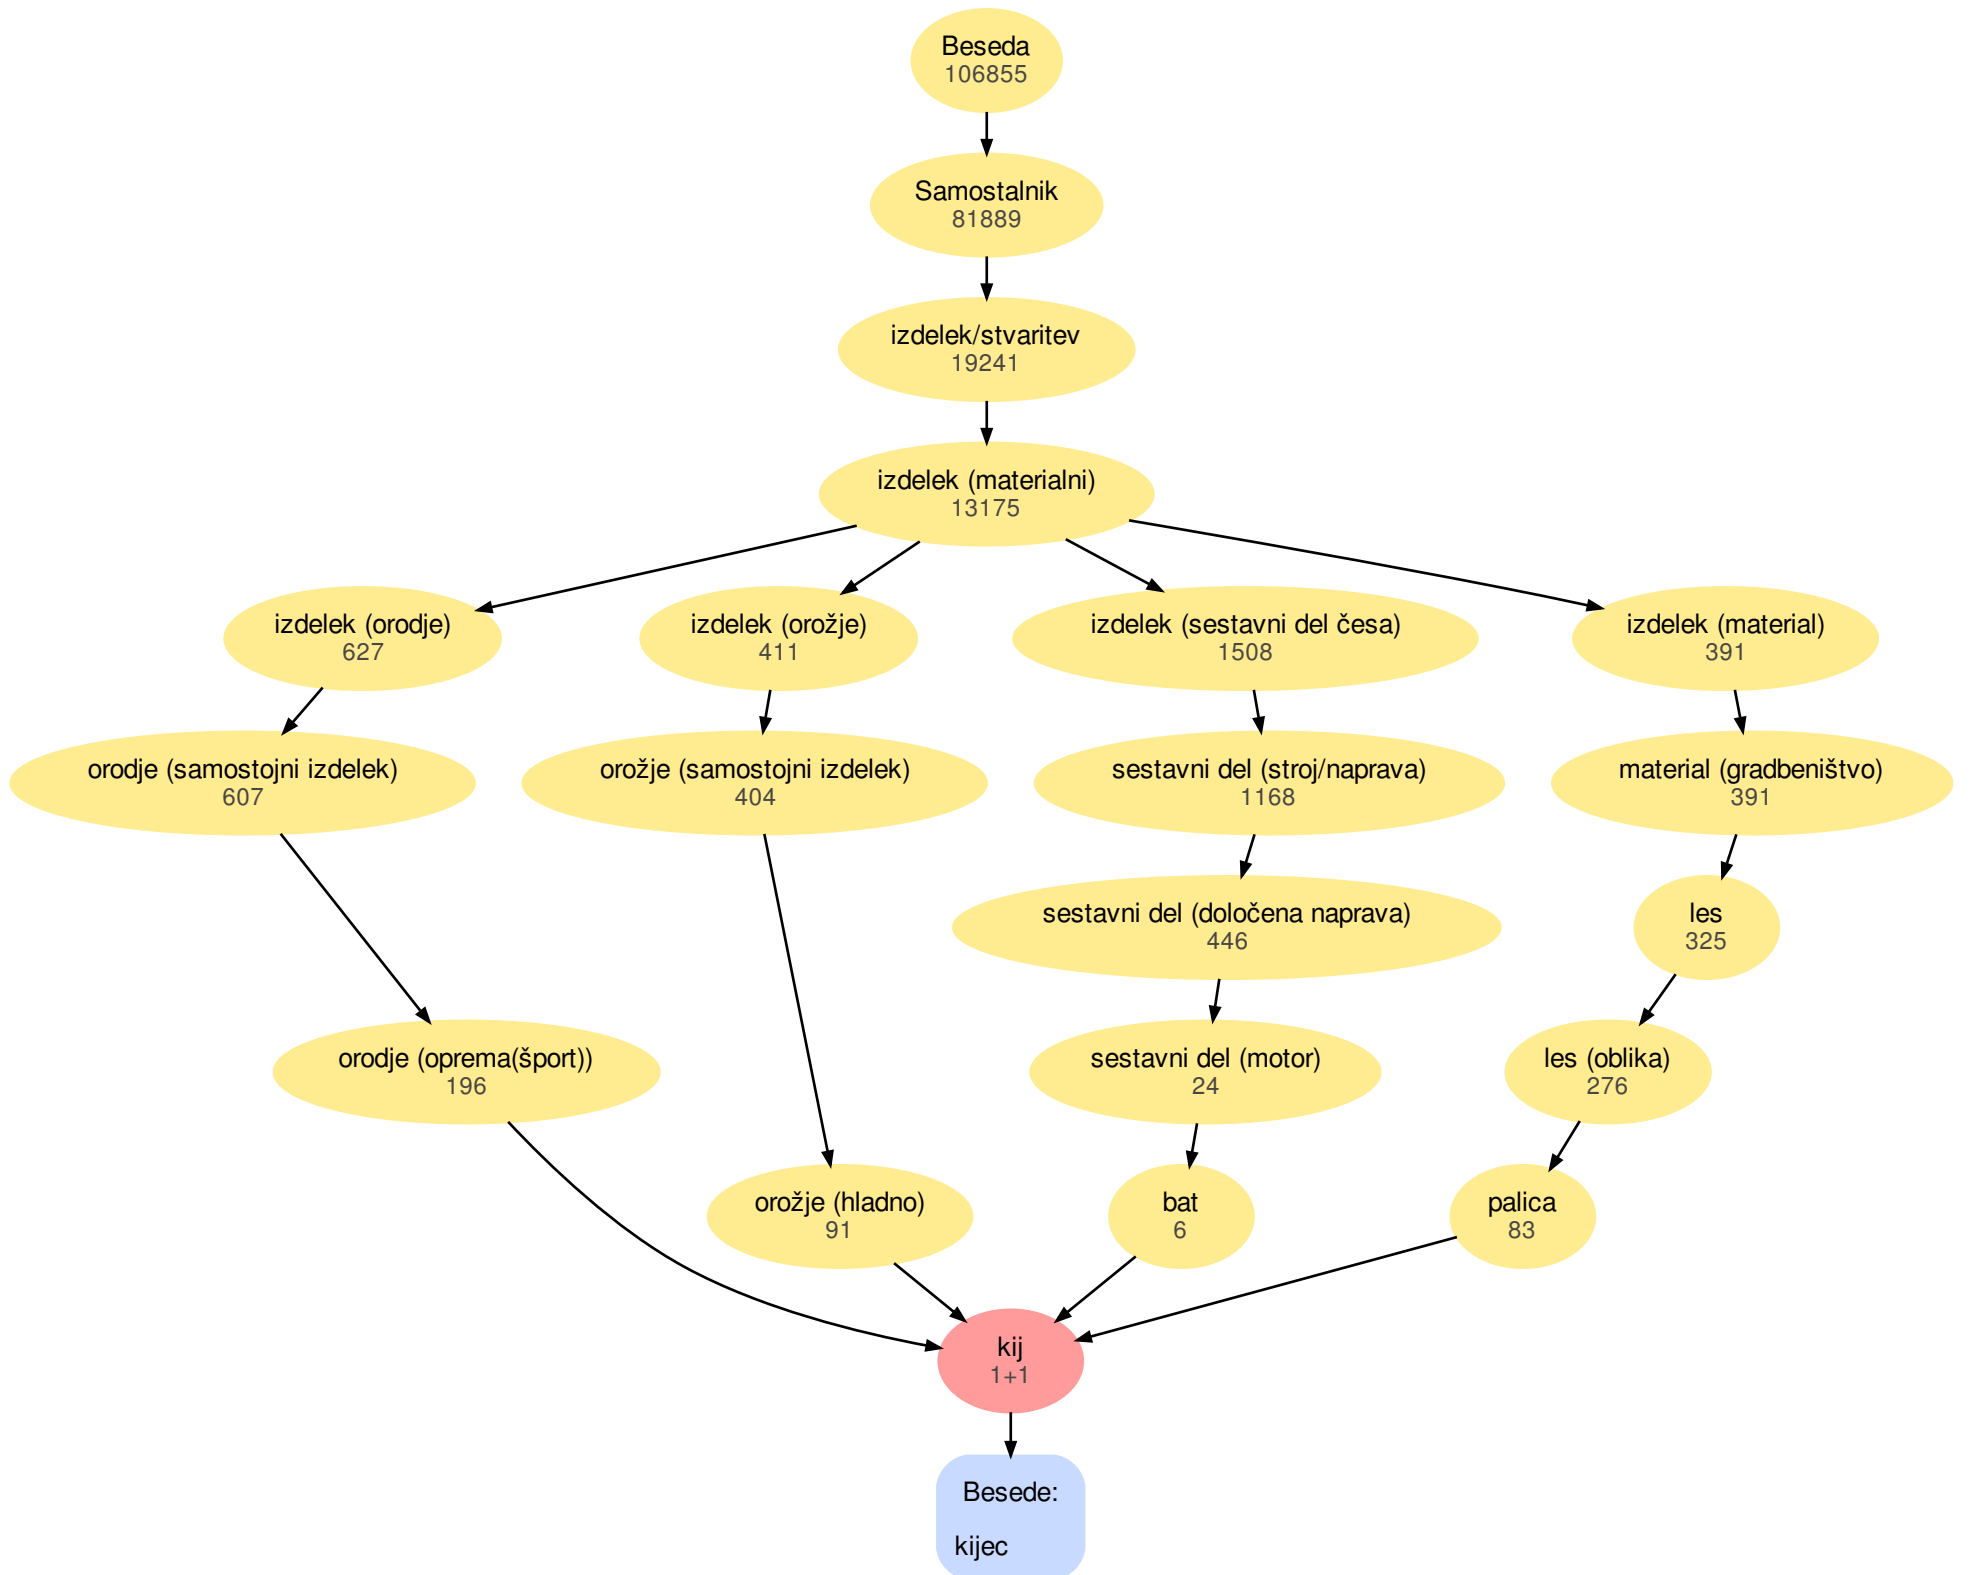 Beseda
106855
Samostalnik
81889
izdelek/stvaritev
19241
izdelek (materialni)
13175
izdelek (orodje)
627
izdelek (orožje)
411
izdelek (sestavni del česa)
1508
izdelek (material)
391
orodje (samostojni izdelek)
607
orožje (samostojni izdelek)
404
sestavni del (stroj/naprava)
1168
material (gradbeništvo)
391
sestavni del (določena naprava)
446
les
325
orodje (oprema(šport))
196
sestavni del (motor)
24
les (oblika)
276
orožje (hladno)
91
bat
6
palica
83
kij
1+1
Besede:
kijec